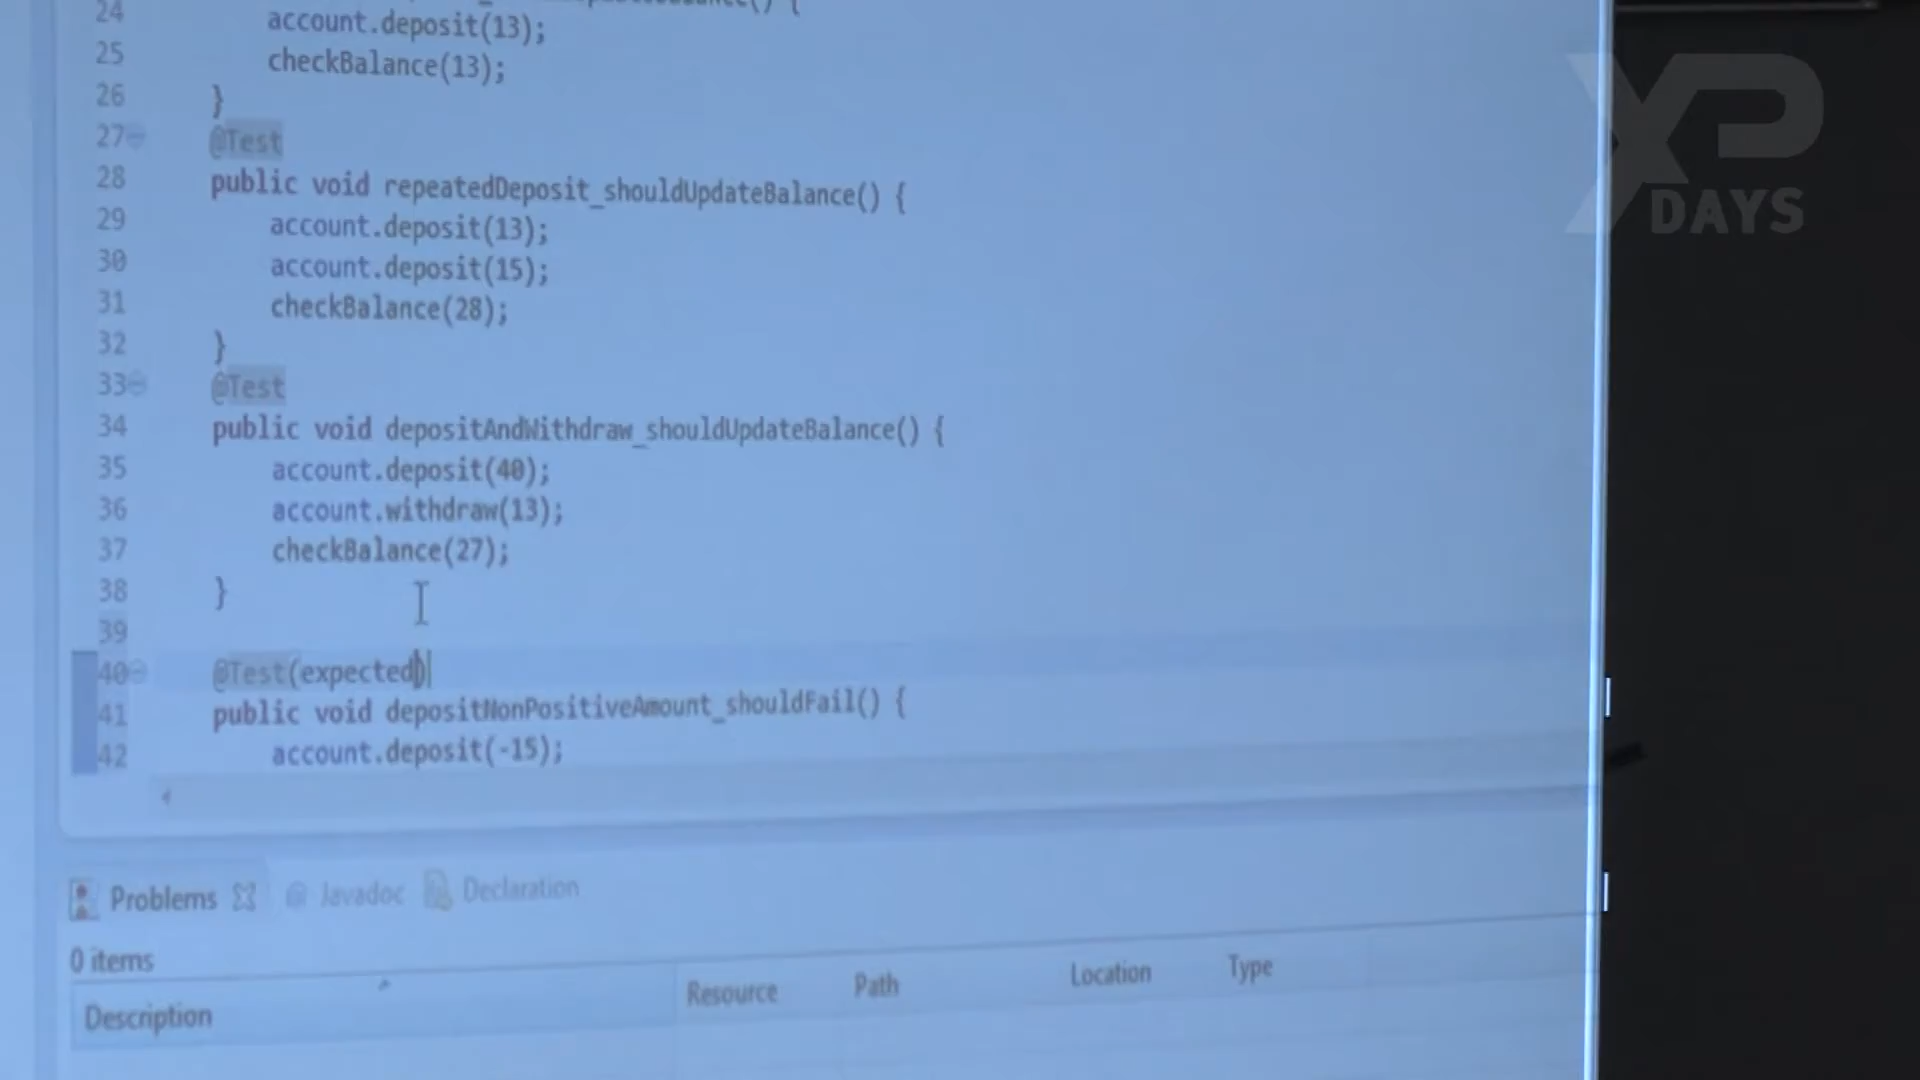 24
account.deposit(13);
25 checkBalance(13);
26 }
27 @Test
28 public void repeatedDeposit_shouldUpdateBalance() {
29 account.deposit(13);
30 account.deposit(15);
31 checkBalance(28);
32 }
33 @Test
34 public void depositAndWithdraw_shouldUpdateBalance() {
35 account.deposit(40);
36 account.withdraw(13);
37 checkBalance(27);
38 }
39
40 @Test(expected)
41 public void depositNonPositiveAmount_shouldFail() {
42 account.deposit(-15);
Problems @ Javadoc Declaration
0 items
Description Resource Path Location Type
XP
DAYS